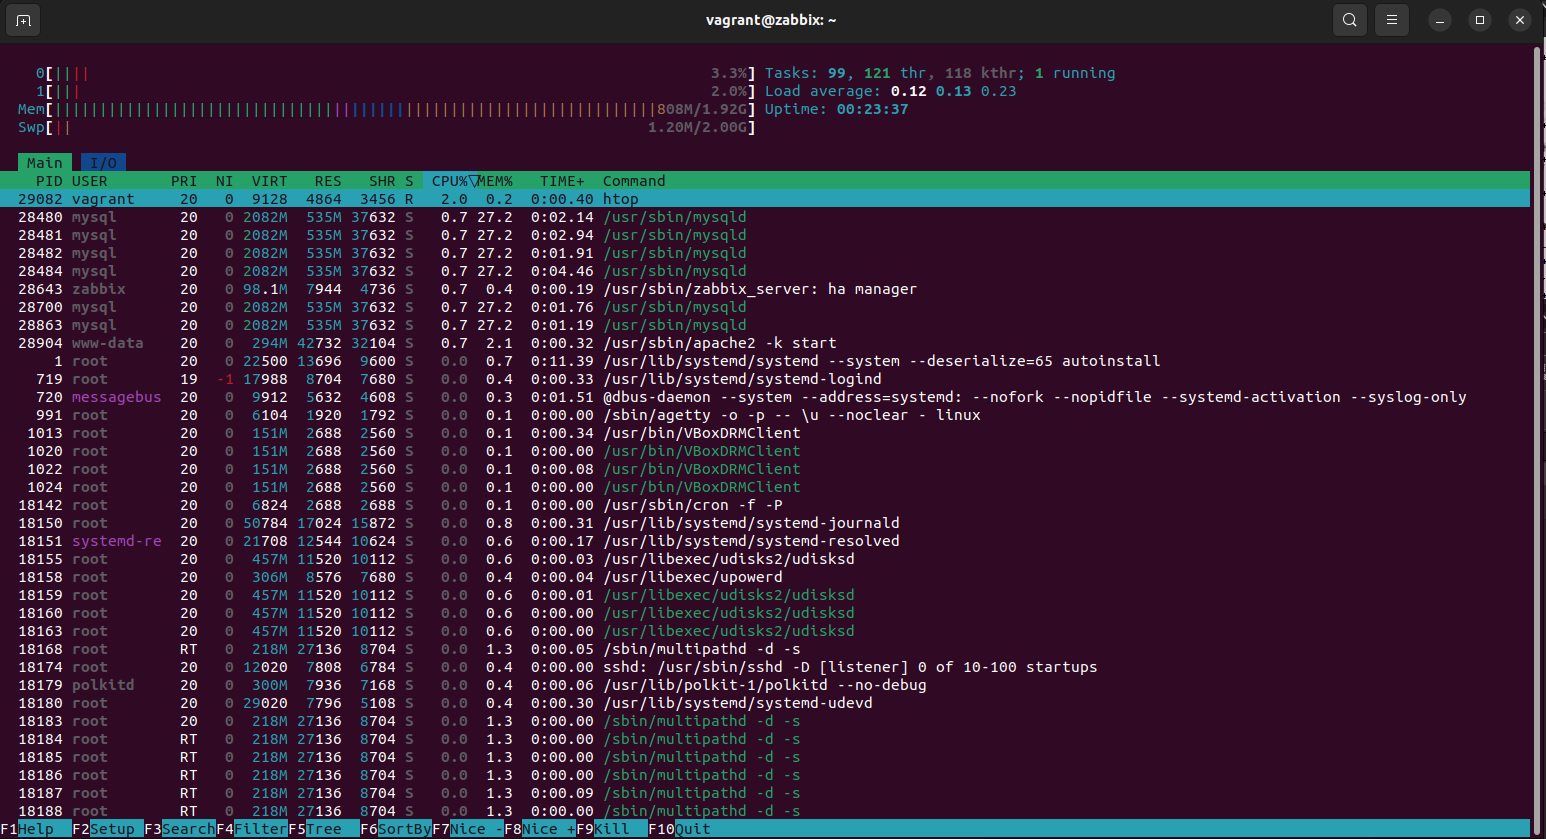 vagrant@zabbix: ~
0[||||                                                                     3.3%] Tasks: 99, 121 thr, 118 kthr; 1 running
1[|||                                                                      2.0%] Load average: 0.12 0.13 0.23
Mem[|||||||||||||||||||||||||||||||||||||||||||||||||||||||||||||||||||808M/1.92G] Uptime: 00:23:37
Swp[||                                                              1.20M/2.00G]
Main I/O
PID USER PRI NI VIRT RES SHR S CPU%▽MEM% TIME+ Command
29082 vagrant 20 0 9128 4864 3456 R 2.0 0.2 0:00.40 htop
28480 mysql 20 0 2082M 535M 37632 S 0.7 27.2 0:02.14 /usr/sbin/mysqld
28481 mysql 20 0 2082M 535M 37632 S 0.7 27.2 0:02.94 /usr/sbin/mysqld
28482 mysql 20 0 2082M 535M 37632 S 0.7 27.2 0:01.91 /usr/sbin/mysqld
28484 mysql 20 0 2082M 535M 37632 S 0.7 27.2 0:04.46 /usr/sbin/mysqld
28643 zabbix 20 0 98.1M 7944 4736 S 0.7 0.4 0:00.19 /usr/sbin/zabbix_server: ha manager
28700 mysql 20 0 2082M 535M 37632 S 0.7 27.2 0:01.76 /usr/sbin/mysqld
28863 mysql 20 0 2082M 535M 37632 S 0.7 27.2 0:01.19 /usr/sbin/mysqld
28904 www-data 20 0 294M 42732 32104 S 0.7 2.1 0:00.32 /usr/sbin/apache2 -k start
1 root 20 0 22500 13696 9600 S 0.0 0.7 0:11.39 /usr/lib/systemd/systemd --system --deserialize=65 autoinstall
719 root 19 -1 17988 8704 7680 S 0.0 0.4 0:00.33 /usr/lib/systemd/systemd-logind
720 messagebus 20 0 9912 5632 4608 S 0.0 0.3 0:01.51 @dbus-daemon --system --address=systemd: --nofork --nopidfile --systemd-activation --syslog-only
991 root 20 0 6104 1920 1792 S 0.0 0.1 0:00.00 /sbin/agetty -o -p -- \u --noclear - linux
1013 root 20 0 151M 2688 2560 S 0.0 0.1 0:00.34 /usr/bin/VBoxDRMClient
1020 root 20 0 151M 2688 2560 S 0.0 0.1 0:00.00 /usr/bin/VBoxDRMClient
1022 root 20 0 151M 2688 2560 S 0.0 0.1 0:00.08 /usr/bin/VBoxDRMClient
1024 root 20 0 151M 2688 2560 S 0.0 0.1 0:00.00 /usr/bin/VBoxDRMClient
18142 root 20 0 6824 2688 2688 S 0.0 0.1 0:00.00 /usr/sbin/cron -f -P
18150 root 20 0 50784 17024 15872 S 0.0 0.8 0:00.31 /usr/lib/systemd/systemd-journald
18151 systemd-re 20 0 21708 12544 10624 S 0.0 0.6 0:00.17 /usr/lib/systemd/systemd-resolved
18155 root 20 0 457M 11520 10112 S 0.0 0.6 0:00.03 /usr/libexec/udisks2/udisksd
18158 root 20 0 306M 8576 7680 S 0.0 0.4 0:00.04 /usr/libexec/upowerd
18159 root 20 0 457M 11520 10112 S 0.0 0.6 0:00.01 /usr/libexec/udisks2/udisksd
18160 root 20 0 457M 11520 10112 S 0.0 0.6 0:00.00 /usr/libexec/udisks2/udisksd
18163 root 20 0 457M 11520 10112 S 0.0 0.6 0:00.00 /usr/libexec/udisks2/udisksd
18168 root RT 0 218M 27136 8704 S 0.0 1.3 0:00.05 /sbin/multipathd -d -s
18174 root 20 0 12020 7808 6784 S 0.0 0.4 0:00.00 sshd: /usr/sbin/sshd -D [listener] 0 of 10-100 startups
18179 polkitd 20 0 300M 7936 7168 S 0.0 0.4 0:00.06 /usr/lib/polkit-1/polkitd --no-debug
18180 root 20 0 29020 7796 5108 S 0.0 0.4 0:00.30 /usr/lib/systemd/systemd-udevd
18183 root 20 0 218M 27136 8704 S 0.0 1.3 0:00.00 /sbin/multipathd -d -s
18184 root RT 0 218M 27136 8704 S 0.0 1.3 0:00.00 /sbin/multipathd -d -s
18185 root RT 0 218M 27136 8704 S 0.0 1.3 0:00.00 /sbin/multipathd -d -s
18186 root RT 0 218M 27136 8704 S 0.0 1.3 0:00.00 /sbin/multipathd -d -s
18187 root RT 0 218M 27136 8704 S 0.0 1.3 0:00.09 /sbin/multipathd -d -s
18188 root RT 0 218M 27136 8704 S 0.0 1.3 0:00.00 /sbin/multipathd -d -s
F1Help F2Setup F3SearchF4FilterF5Tree F6SortByF7Nice -F8Nice +F9Kill F10Quit